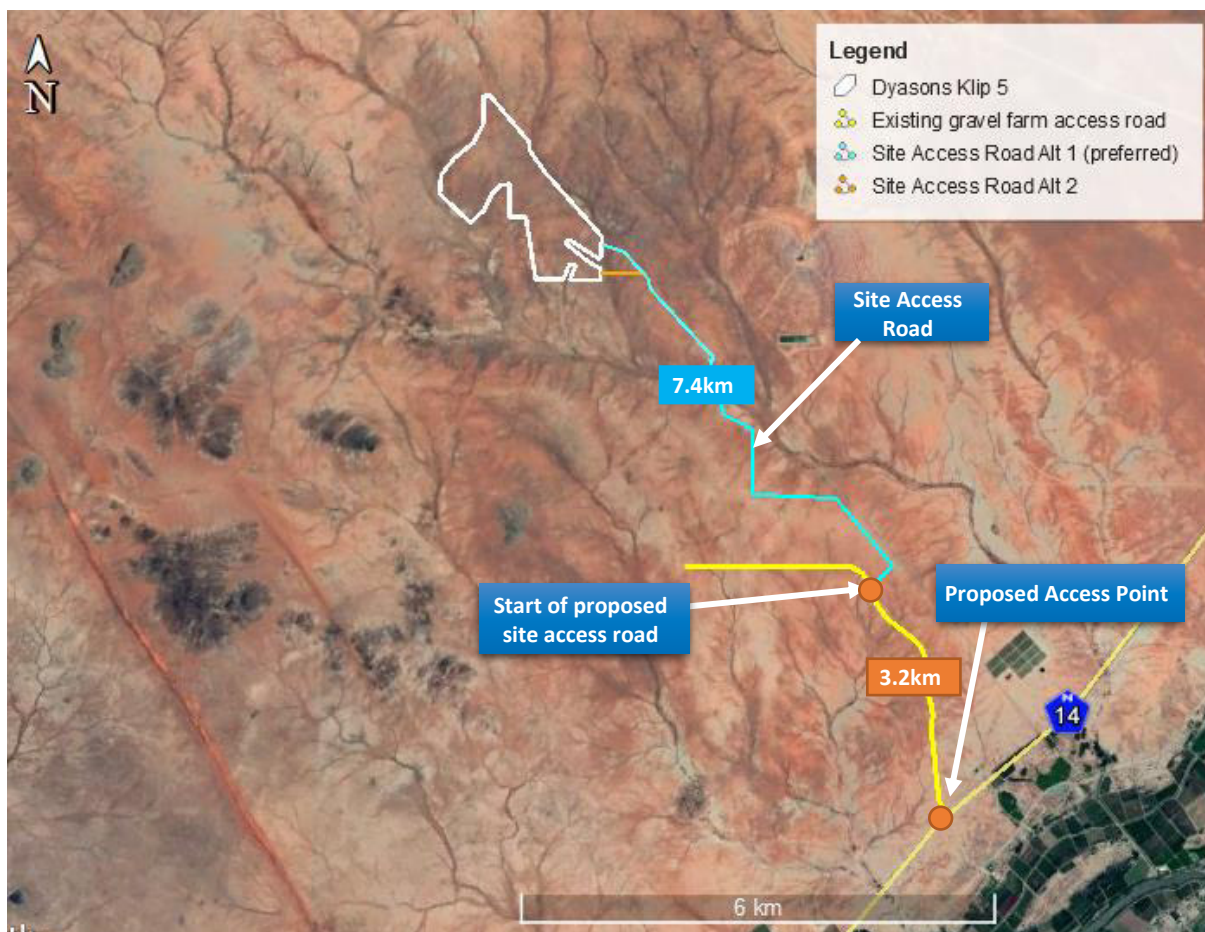 N
Legend
Dyasons Klip 5
Existing gravel farm access road
Site Access Road Alt 1 (preferred)
Site Access Road Alt 2
Site Access
Road
7.4km
Start of proposed
site access road
Proposed Access Point
3.2km
N
14
6 km